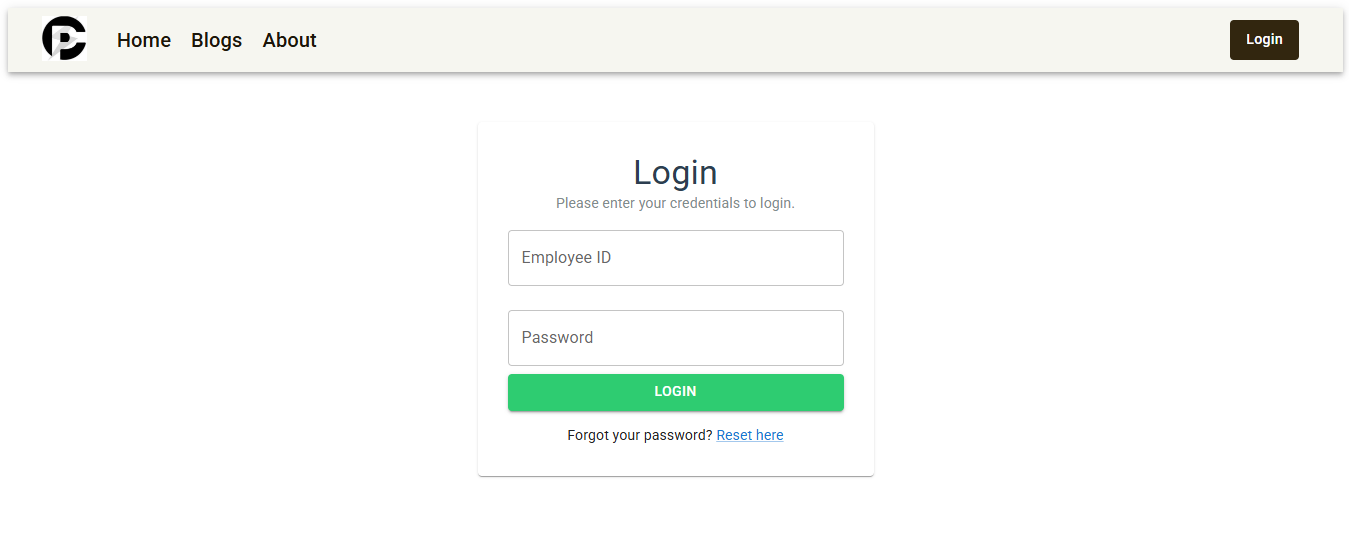 Home Blogs About Login
Login
Please enter your credentials to login.
Employee ID
Password
LOGIN
Forgot your password? Reset here